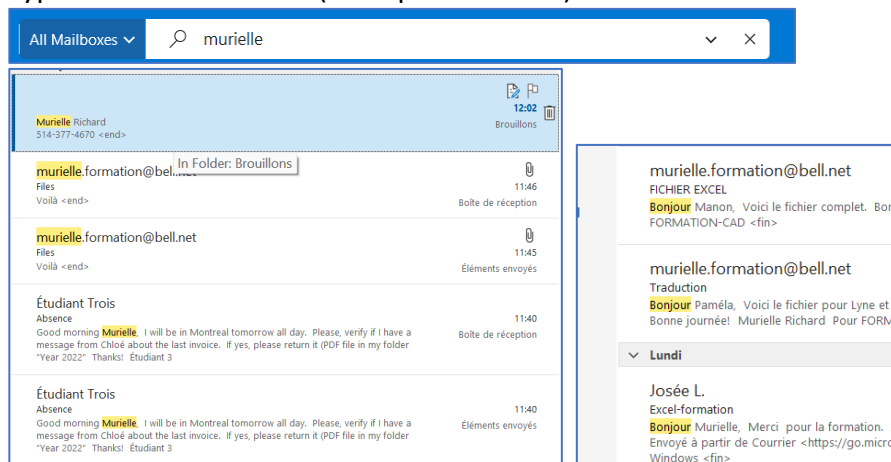 All Mailboxes murielle
12:02
Murielle Richard Brouillons
514-377-4670 <end>
In Folder: Brouillons
murielle.formation@bell.net
Files 11:46
Voilà <end> Boîte de réception
murielle.formation@bell.net
Files 11:45
Voilà <end> Éléments envoyés
Étudiant Trois
Absence 11:40
Good morning Murielle, I will be in Montreal tomorrow all day. Please, verify if I have a Boîte de réception
message from Chloé about the last invoice. If yes, please return it (PDF file in my folder
"Year 2022" Thanks! Étudiant 3
Étudiant Trois
Absence 11:40
Good morning Murielle, I will be in Montreal tomorrow all day. Please, verify if I have a Éléments envoyés
message from Chloé about the last invoice. If yes, please return it (PDF file in my folder
"Year 2022" Thanks! Étudiant 3
murielle.formation@bell.net
FICHIER EXCEL
Bonjour Manon, Voici le fichier complet. Bon
FORMATION-CAD <fin>
murielle.formation@bell.net
Traduction
Bonjour Paméla, Voici le fichier pour Lyne et
Bonne journée! Murielle Richard Pour FORM
Lundi
Josée L.
Excel-formation
Bonjour Murielle, Merci pour la formation.
Envoyé à partir de Courrier <https://go.micro
Windows <fin>